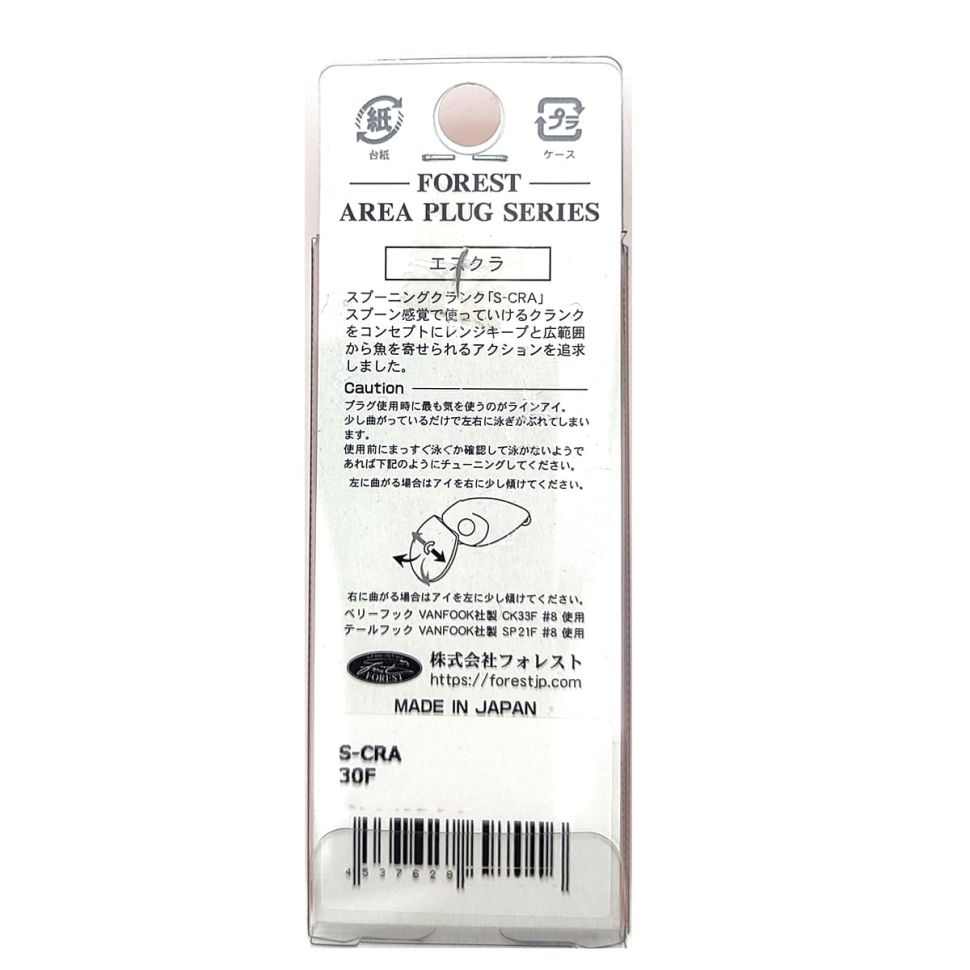 紙 プラ
台紙 ケース
FOREST
AREA PLUG SERIES
エスクラ
スプーニングクランク「S-CRA」
スプーン感覚で使っていけるクランク
をコンセプトにレンジキープと広範囲
から魚を寄せられるアクションを追求
しました。
Caution
プラグ使用時に最も気を使うのがラインアイ。
少し曲がっているだけで左右に泳ぎがぶれてしまい
ます。
使用前にまっすぐ泳ぐか確認して泳がないようで
あれば下記のようにチューニングしてください。
左に曲がる場合はアイを右に少し傾けてください。
右に曲がる場合はアイを左に少し傾けてください。
ベリーフック VANFOOK社製 CK33F #8 使用
テールフック VANFOOK社製 SP21F #8 使用
FOREST
株式会社フォレスト
https://forestjp.com
MADE IN JAPAN
S-CRA
30F
4537628